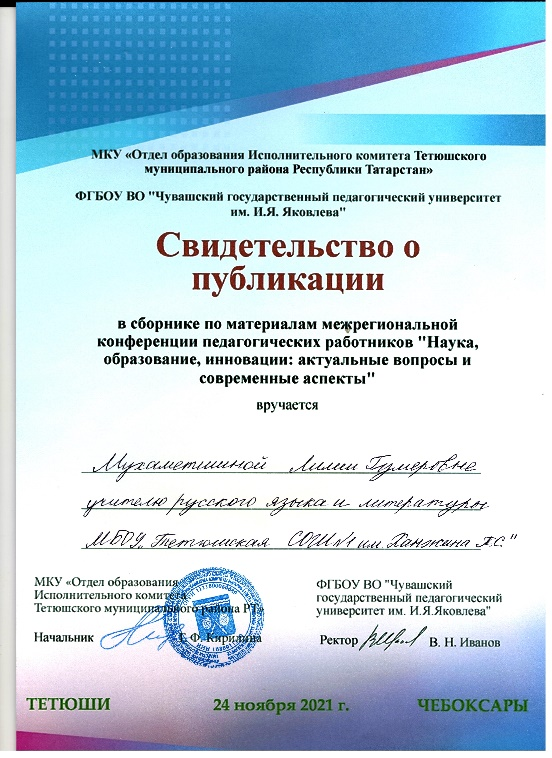 МКУ «Отдел образования Исполнительного комитета Тетюшского
муниципального района Республики Татарстан»
ФГБОУ ВО "Чувашский государственный педагогический университет
им. И.Я. Яковлева"
Свидетельство о
публикации
в сборнике по материалам межрегиональной
конференции педагогических работников "Наука,
образование, инновации: актуальные вопросы и
современные аспекты"
вручается
Мухаметшиной Лилии Гумеровне
учителю русского языка и литературы
МБОУ „Тетюшская СОШ №1 им. Ханжина П.С."
МКУ «Отдел образования
Исполнительного комитета
Тетюшского муниципального района РТ»
Начальник Г. Ф. Кирилина
ФГБОУ ВО "Чувашский
государственный педагогический
университет им. И.Я.Яковлева"
Ректор В. Н. Иванов
ТЕТЮШИ 24 ноября 2021 г. ЧЕБОКСАРЫ